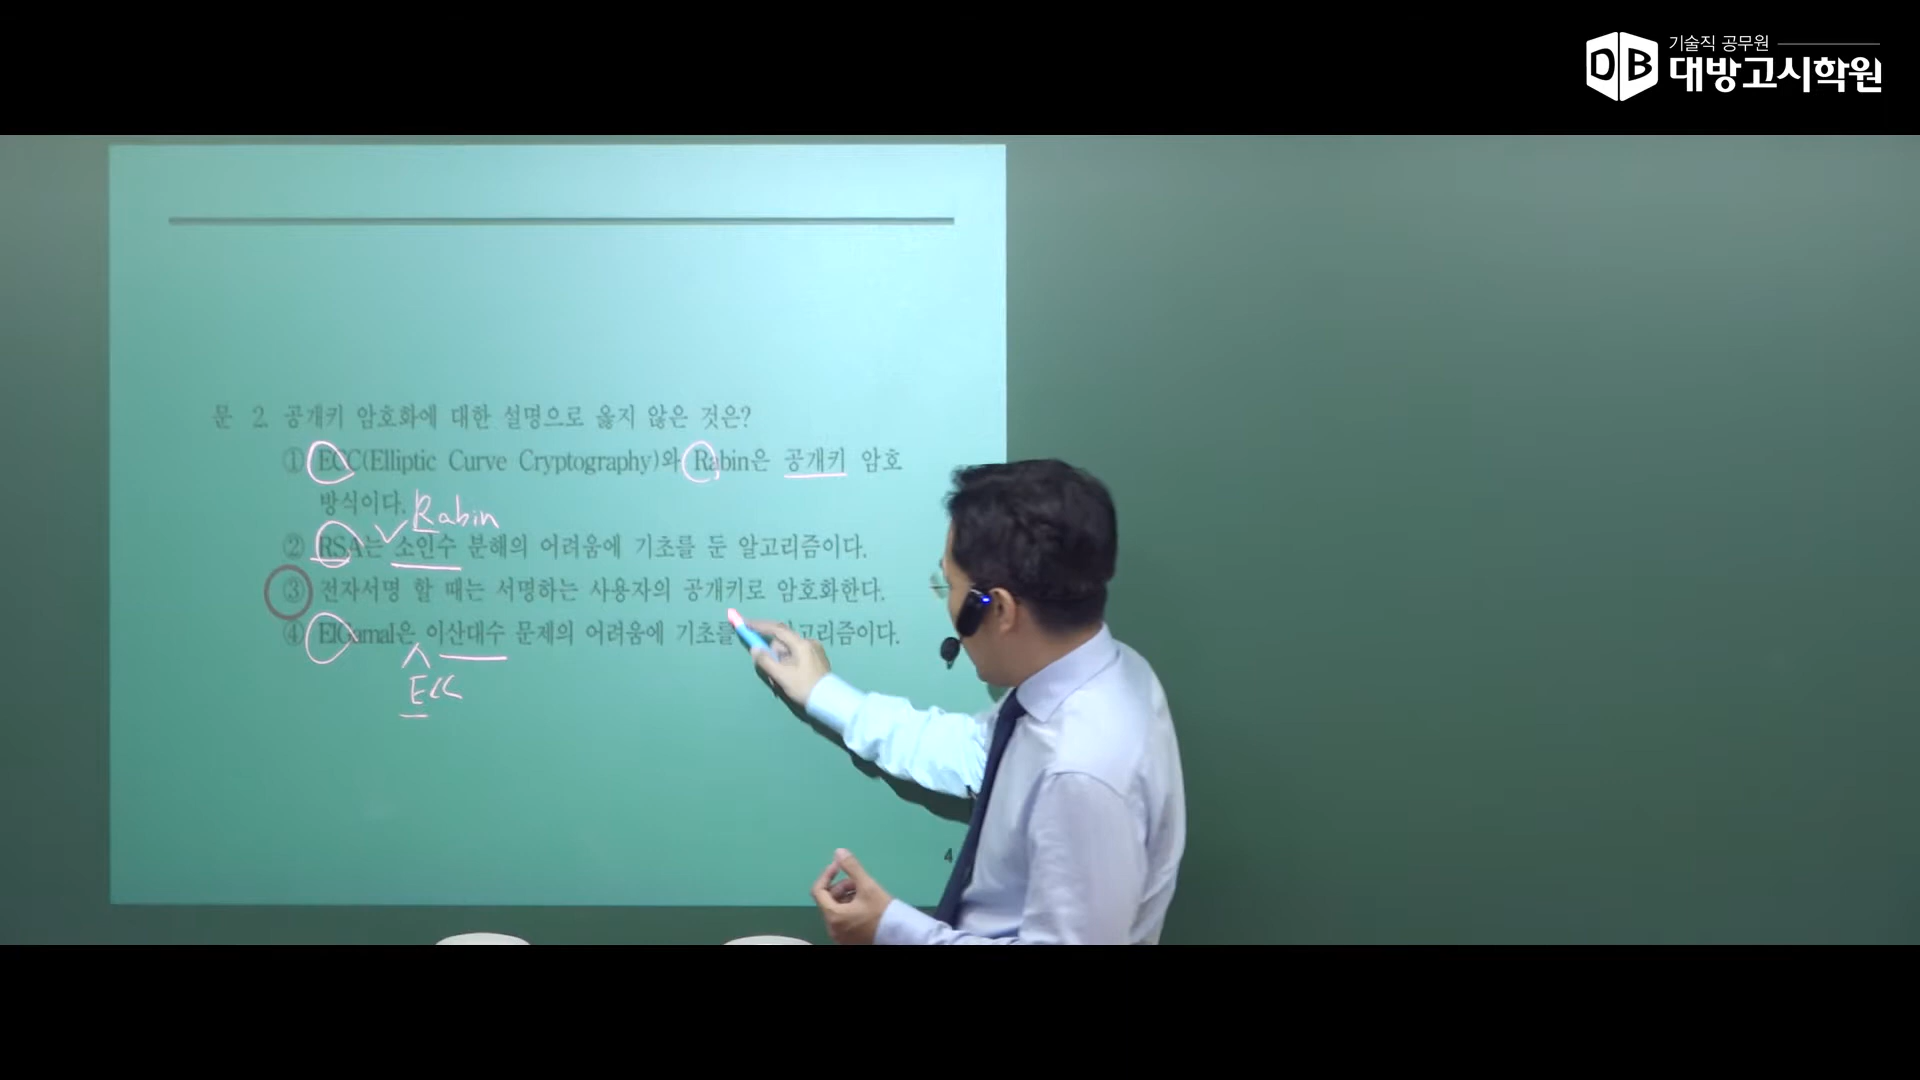 기술직 공무원
대방고시학원
DB
문 2. 공개키 암호화에 대한 설명으로 옳지 않은 것은?
① ECC(Elliptic Curve Cryptography)와 Rabin은 공개키 암호
방식이다.
Rabin
② RSA는 소인수 분해의 어려움에 기초를 둔 알고리즘이다.
③ 전자서명 할 때는 서명하는 사용자의 공개키로 암호화한다.
④ ElGamal은 이산대수 문제의 어려움에 기초를 알고리즘이다.
ECC
4